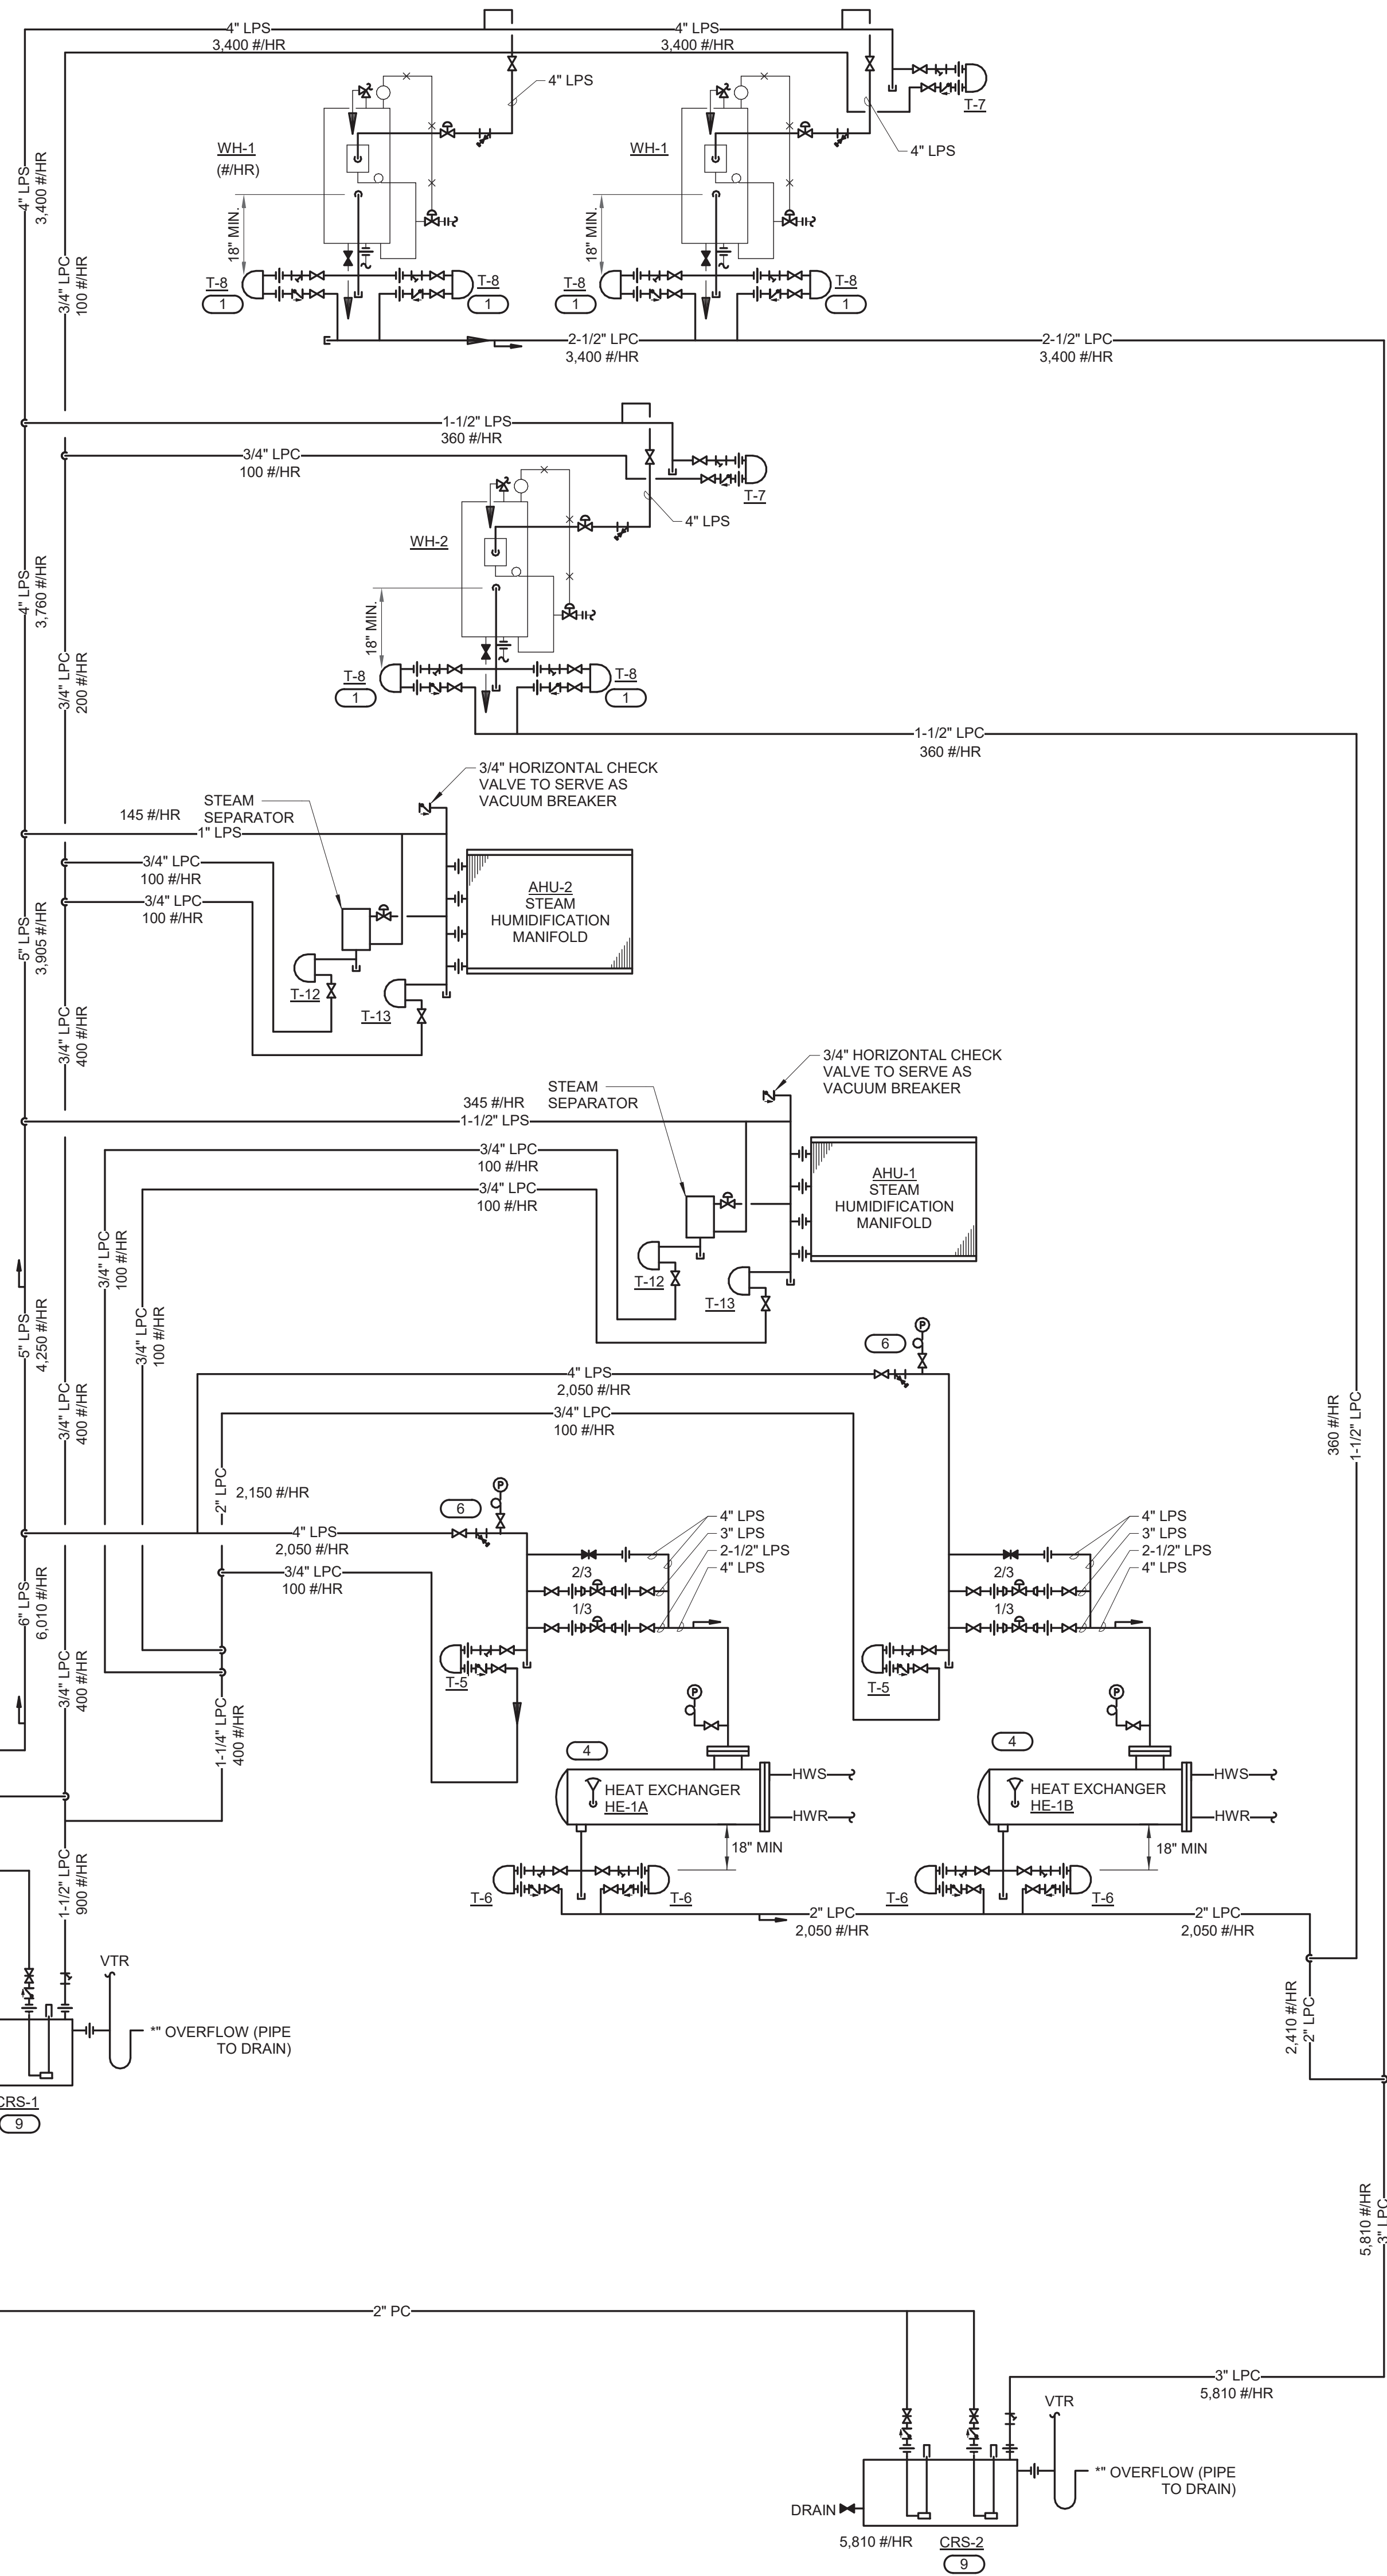 4" LPS
3,400 #/HR
4" LPS
3,400 #/HR
4" LPS
T-7
4" LPS
WH-1
(#/HR)
WH-1
4" LPS
3,400 #/HR
18" MIN.
18" MIN.
3/4" LPC
100 #/HR
T-8
1
T-8
1
T-8
1
T-8
1
2-1/2" LPC
3,400 #/HR
2-1/2" LPC
3,400 #/HR
1-1/2" LPS
360 #/HR
3/4" LPC
100 #/HR
T-7
4" LPS
WH-2
4" LPS
3,760 #/HR
18" MIN.
3/4" LPC
200 #/HR
T-8
1
T-8
1
1-1/2" LPC
360 #/HR
3/4" HORIZONTAL CHECK
VALVE TO SERVE AS
VACUUM BREAKER
STEAM
SEPARATOR
145 #/HR
1" LPS
3/4" LPC
100 #/HR
3/4" LPC
100 #/HR
AHU-2
STEAM
HUMIDIFICATION
MANIFOLD
5" LPS
3,905 #/HR
T-12
T-13
3/4" LPC
400 #/HR
3/4" HORIZONTAL CHECK
VALVE TO SERVE AS
VACUUM BREAKER
STEAM
SEPARATOR
345 #/HR
1-1/2" LPS
3/4" LPC
100 #/HR
3/4" LPC
100 #/HR
AHU-1
STEAM
HUMIDIFICATION
MANIFOLD
3/4" LPC
100 #/HR
T-12
T-13
5" LPS
4,250 #/HR
3/4" LPC
100 #/HR
P
6
4" LPS
2,050 #/HR
3/4" LPC
100 #/HR
3/4" LPC
400 #/HR
360 #/HR
1-1/2" LPC
2" LPC
2,150 #/HR
P
6
4" LPS
3" LPS
2-1/2" LPS
4" LPS
4" LPS
3" LPS
2-1/2" LPS
4" LPS
4" LPS
2,050 #/HR
3/4" LPC
100 #/HR
2/3
1/3
2/3
1/3
6" LPS
6,010 #/HR
3/4" LPC
400 #/HR
1-1/4" LPC
400 #/HR
T-5
T-5
P
P
4
4
HEAT EXCHANGER
HE-1A
HWS
HWR
HEAT EXCHANGER
HE-1B
HWS
HWR
18" MIN
18" MIN
1-1/2" LPC
900 #/HR
T-6
T-6
T-6
T-6
2" LPC
2,050 #/HR
2" LPC
2,050 #/HR
VTR
*" OVERFLOW (PIPE
TO DRAIN)
2,410 #/HR
2" LPC
CRS-1
9
5,810 #/HR
3" LPC
2" PC
3" LPC
5,810 #/HR
VTR
*" OVERFLOW (PIPE
TO DRAIN)
DRAIN
5,810 #/HR
CRS-2
9